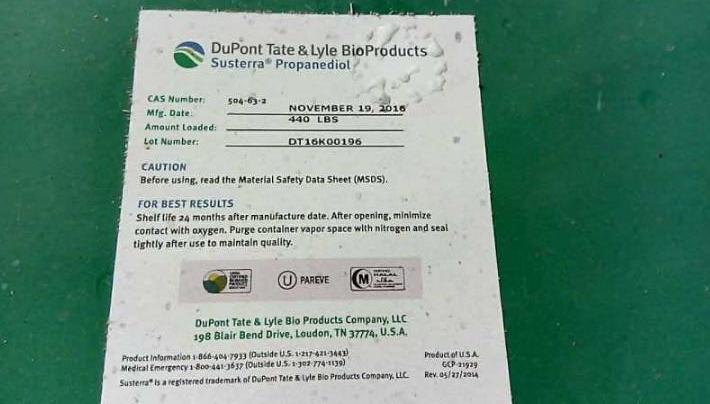 DuPont Tate & Lyle BioProducts
Susterra® Propanediol
CAS Number: 504-63-2
Mfg. Date: NOVEMBER 19, 2016
Amount Loaded: 440 LBS
Lot Number: DT16K00196
CAUTION
Before using, read the Material Safety Data Sheet (MSDS).
FOR BEST RESULTS
Shelf life 24 months after manufacture date. After opening, minimize
contact with oxygen. Purge container vapor space with nitrogen and seal
tightly after use to maintain quality.
U PAREVE
M HALAL
DuPont Tate & Lyle Bio Products Company, LLC
198 Blair Bend Drive, Loudon, TN 37774, U.S.A.
Product Information 1-866-404-7933 (Outside U.S. 1-217-421-3443)
Medical Emergency 1-800-441-3637 (Outside U.S. 1-302-774-1139)
Susterra® is a registered trademark of DuPont Tate & Lyle Bio Products Company, LLC.
Product of U.S.A.
GCP-21929
Rev. 05/27/2014